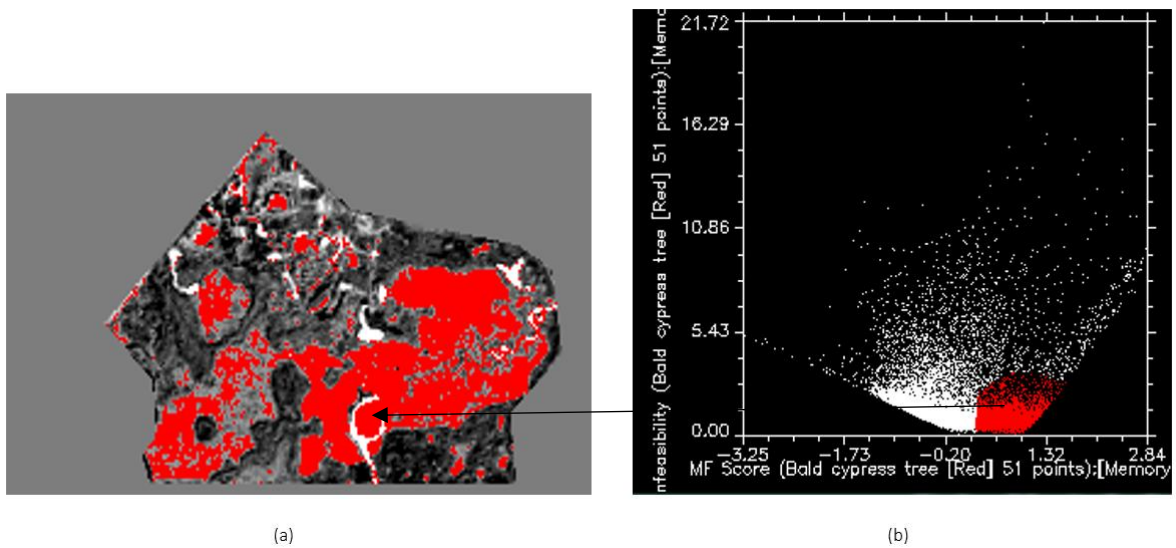 21.72
16.29
10.86
5.43
0.00
nfeasibility (Bald cypress tree [Red] 51 points):[Memo
-3.25 -1.73 -0.20 1.32 2.84
MF Score (Bald cypress tree [Red] 51 points):[Memory
(a) (b)